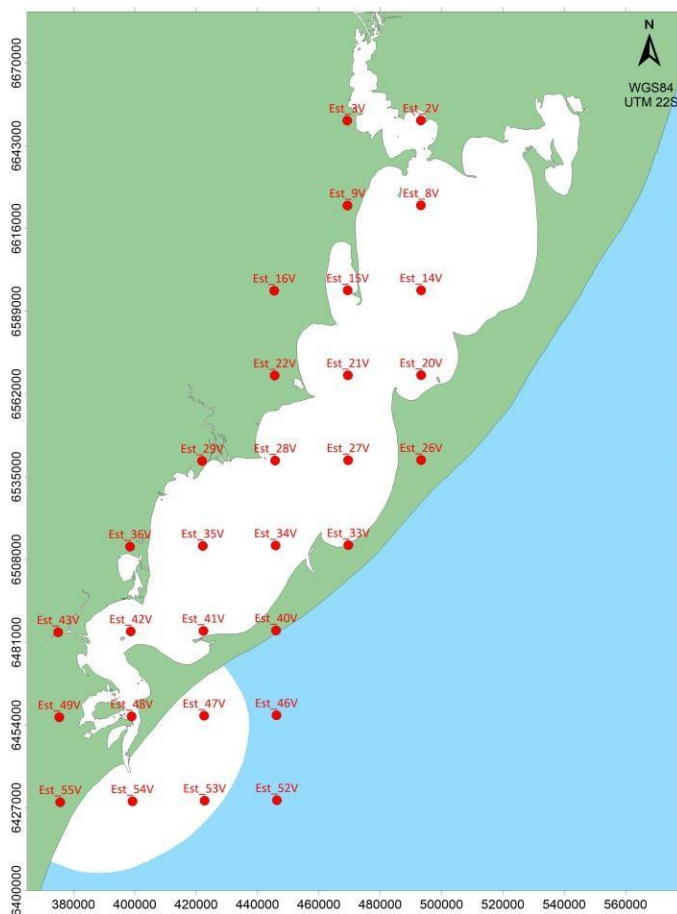 N
WGS84
UTM 22S
6670000
6643000
6616000
6589000
6562000
6535000
6508000
6481000
6454000
6427000
6400000
Est_3V Est_2V
Est_9V Est_8V
Est_16V Est_15V Est_14V
Est_22V Est_21V Est_20V
Est_29V Est_28V Est_27V Est_26V
Est_36V Est_35V Est_34V Est_33V
Est_43V Est_42V Est_41V Est_40V
Est_49V Est_48V Est_47V Est_46V
Est_55V Est_54V Est_53V Est_52V
380000 400000 420000 440000 460000 480000 500000 520000 540000 560000